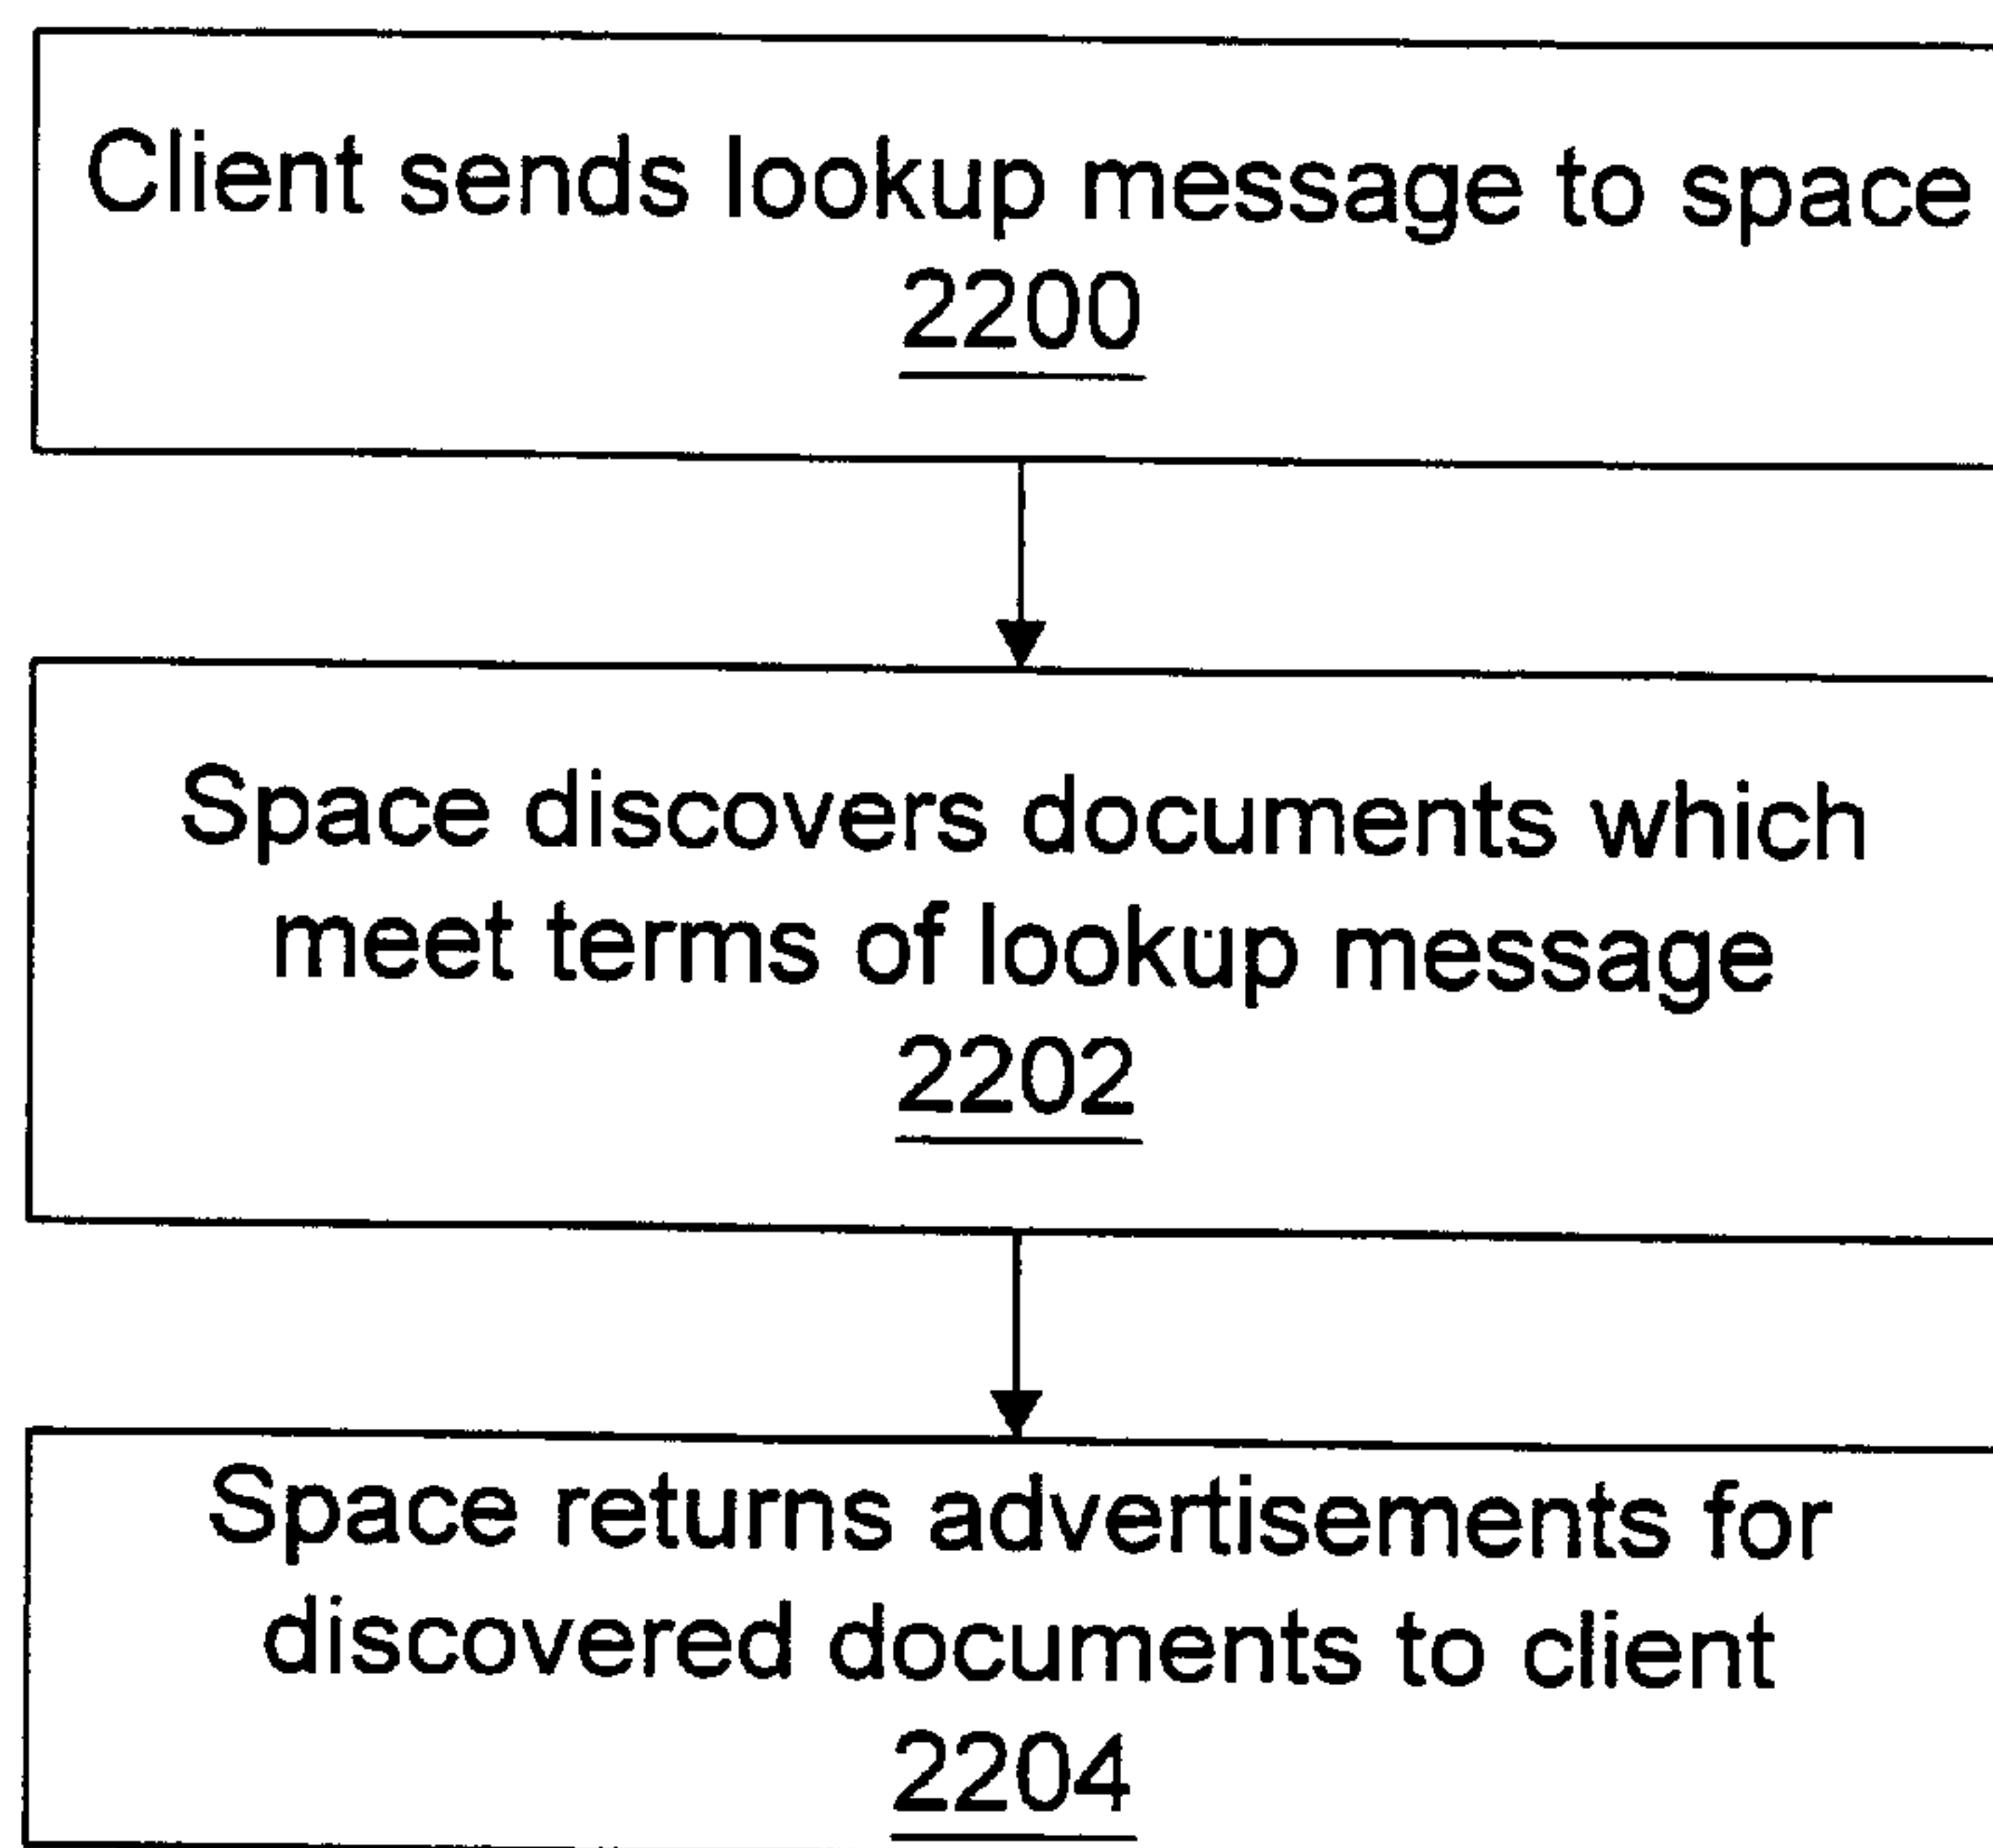 Client sends lookup message to space
2200
Space discovers documents which
meet terms of lookup message
2202
Space returns advertisements for
discovered documents to client
2204